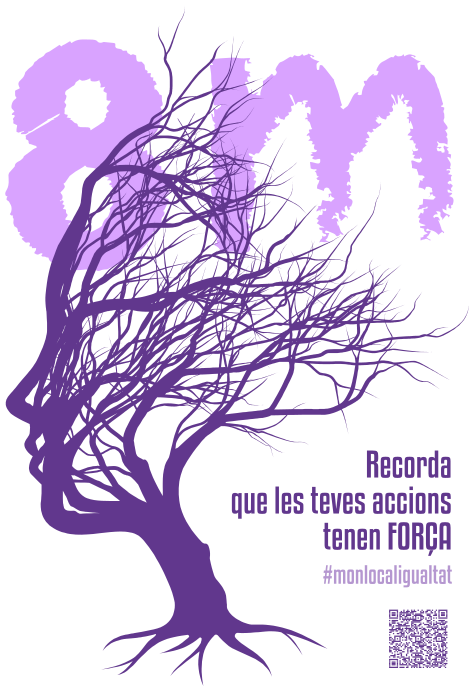 8m
Recorda
que les teves accions
tenen FORÇA
#monlocaligualtat